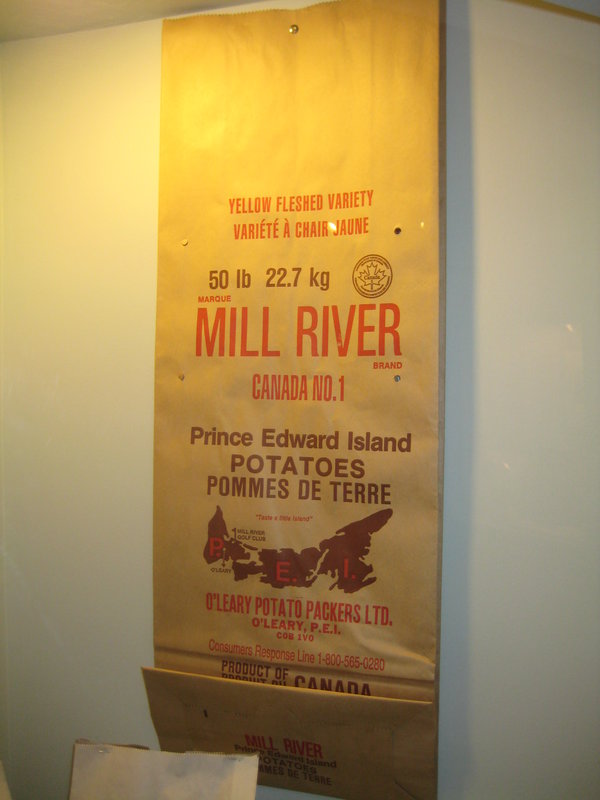 YELLOW FLESHED VARIETY
VARIÉTÉ À CHAIR JAUNE
50 lb 22.7 kg
Canada
MARQUE
MILL RIVER
BRAND
CANADA NO.1
Prince Edward Island
POTATOES
POMMES DE TERRE
"Taste a little Island"
MILL RIVER
GOLF CLUB
P. E. I.
O'LEARY
O'LEARY POTATO PACKERS LTD.
O'LEARY, P.E.I.
C0B 1V0
Consumers Response Line 1-800-565-0280
PRODUCT OF
PRODUIT DU CANADA
MILL RIVER
Prince Edward Island
POTATOES
POMMES DE TERRE